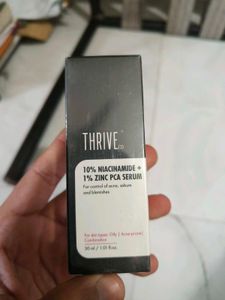 THRIVE
co
10% NIACINAMIDE +
1% ZINC PCA SERUM
For control of acne, sebum
and blemishes
For skin types: Oily | Acne-prone |
Combination
30 ml / 1.01 fl.oz.